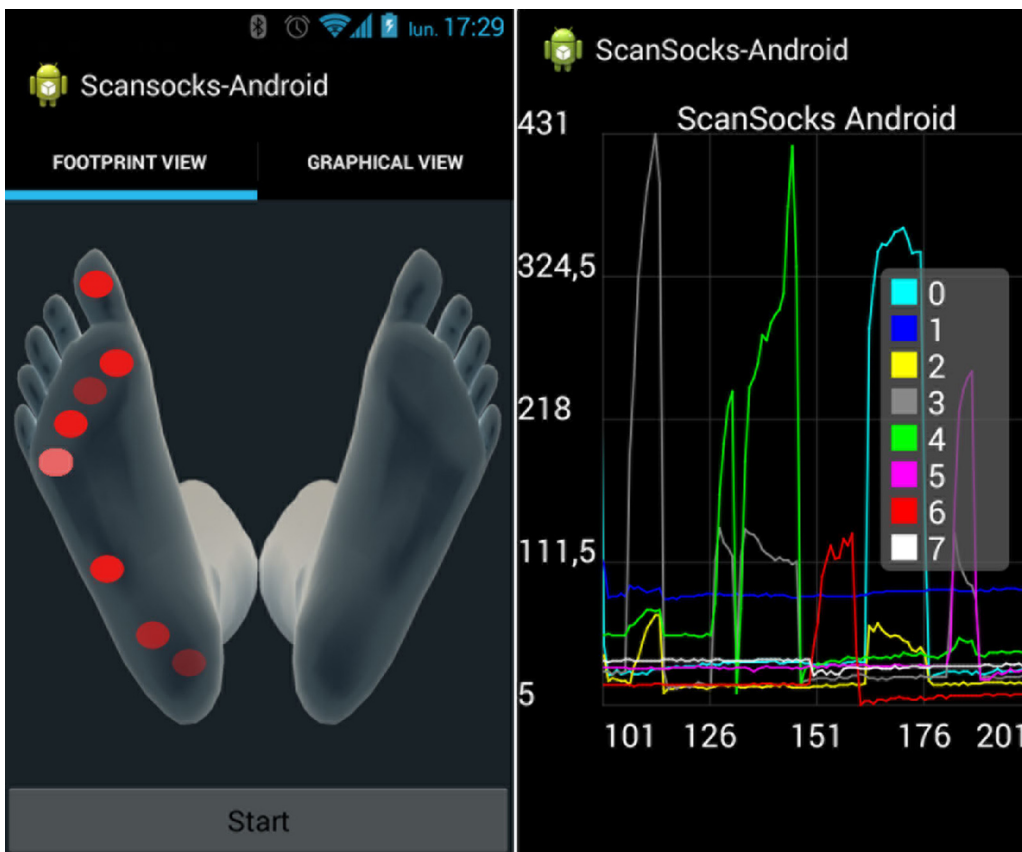 lun. 17:29
Scansocks-Android
FOOTPRINT VIEW
GRAPHICAL VIEW
Start
ScanSocks-Android
ScanSocks Android
431
324,5
218
111,5
5
101 126 151 176 201
0
1
2
3
4
5
6
7